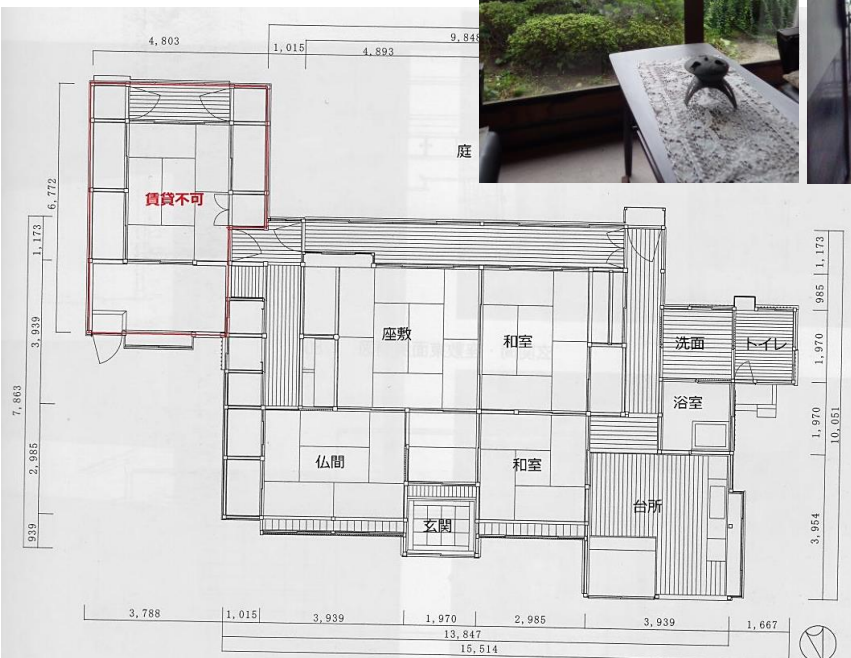 4,803
1,015
9,848
4,893
庭
6,772
賃貸不可
1,173
3,939
7,863
2,985
939
座敷
和室
洗面
トイレ
浴室
仏間
和室
玄関
台所
1,173
985
1,970
1,970
10,051
3,954
3,788
1,015
3,939
1,970
2,985
3,939
1,667
13,847
15,514